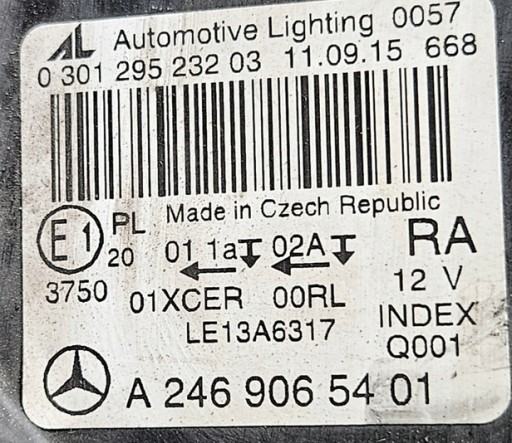 AL Automotive Lighting 0057
0 301 295 232 03 11.09.15 668
Made in Czech Republic
E1 PL 01 1a 02A RA
20
3750 01XCER 00RL 12 V
LE13A6317 INDEX
Q001
A 246 906 54 01